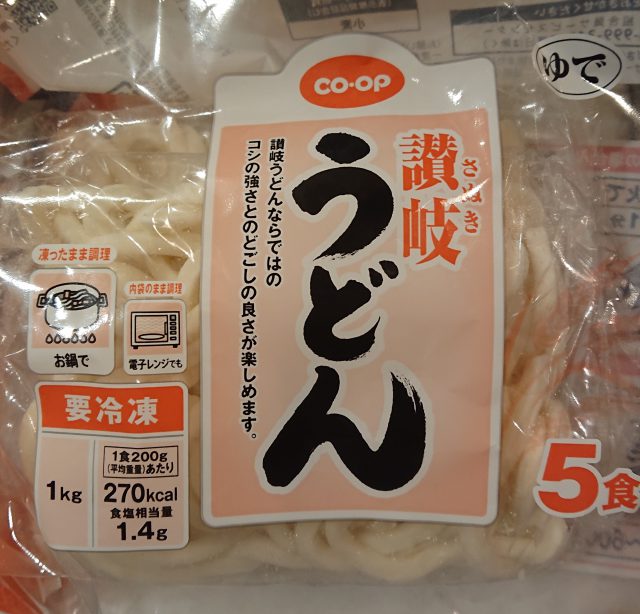 CO-OP
ゆで
さぬき
讃岐
うどん
讃岐うどんならではの
コシの強さとのどごしの良さが楽しめます。
凍ったまま調理
お鍋で
内袋のまま調理
電子レンジでも
要冷凍
1kg
1食200g
(平均重量)あたり
270kcal
食塩相当量
1.4g
5食